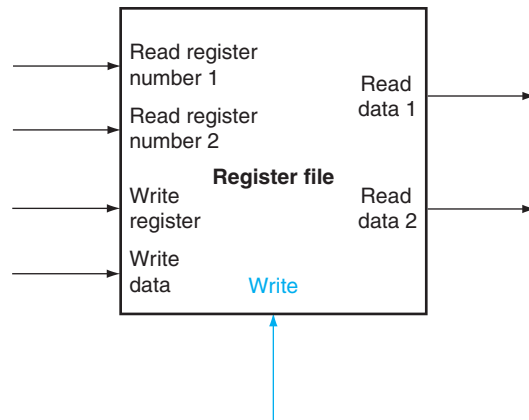 Read register
number 1
Read register
number 2
Write
register
Write
data
Register file
Write
Read
data 1
Read
data 2